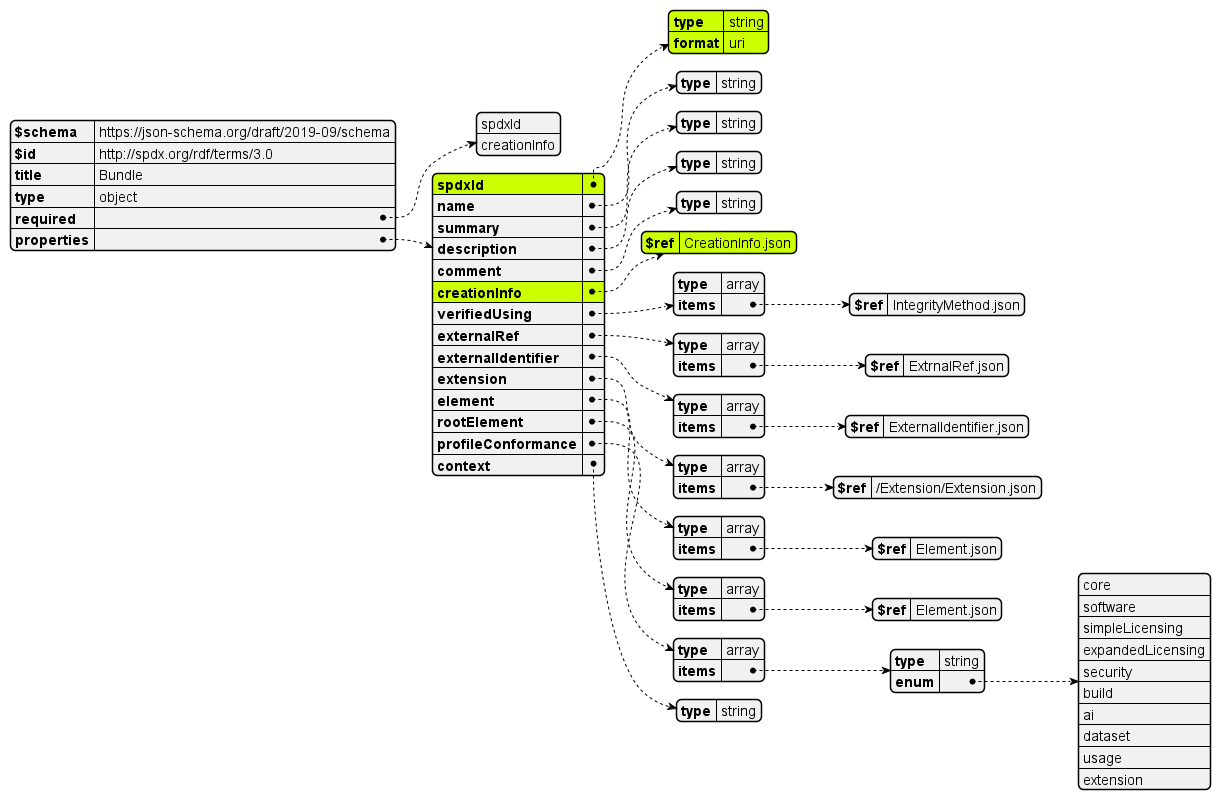 $schema https://json-schema.org/draft/2019-09/schema
$id http://spdx.org/rdf/terms/3.0
title Bundle
type object
required
properties
spdxId
creationInfo
spdxId
name
summary
description
comment
creationInfo
verifiedUsing
externalRef
externalIdentifier
extension
element
rootElement
profileConformance
context
type string
format uri
type string
type string
type string
type string
$ref CreationInfo.json
type array
items
$ref IntegrityMethod.json
type array
items
$ref ExtrnalRef.json
type array
items
$ref ExternalIdentifier.json
type array
items
$ref /Extension/Extension.json
type array
items
$ref Element.json
type array
items
$ref Element.json
type array
items
type string
enum
core
software
simpleLicensing
expandedLicensing
security
build
ai
dataset
usage
extension
type string